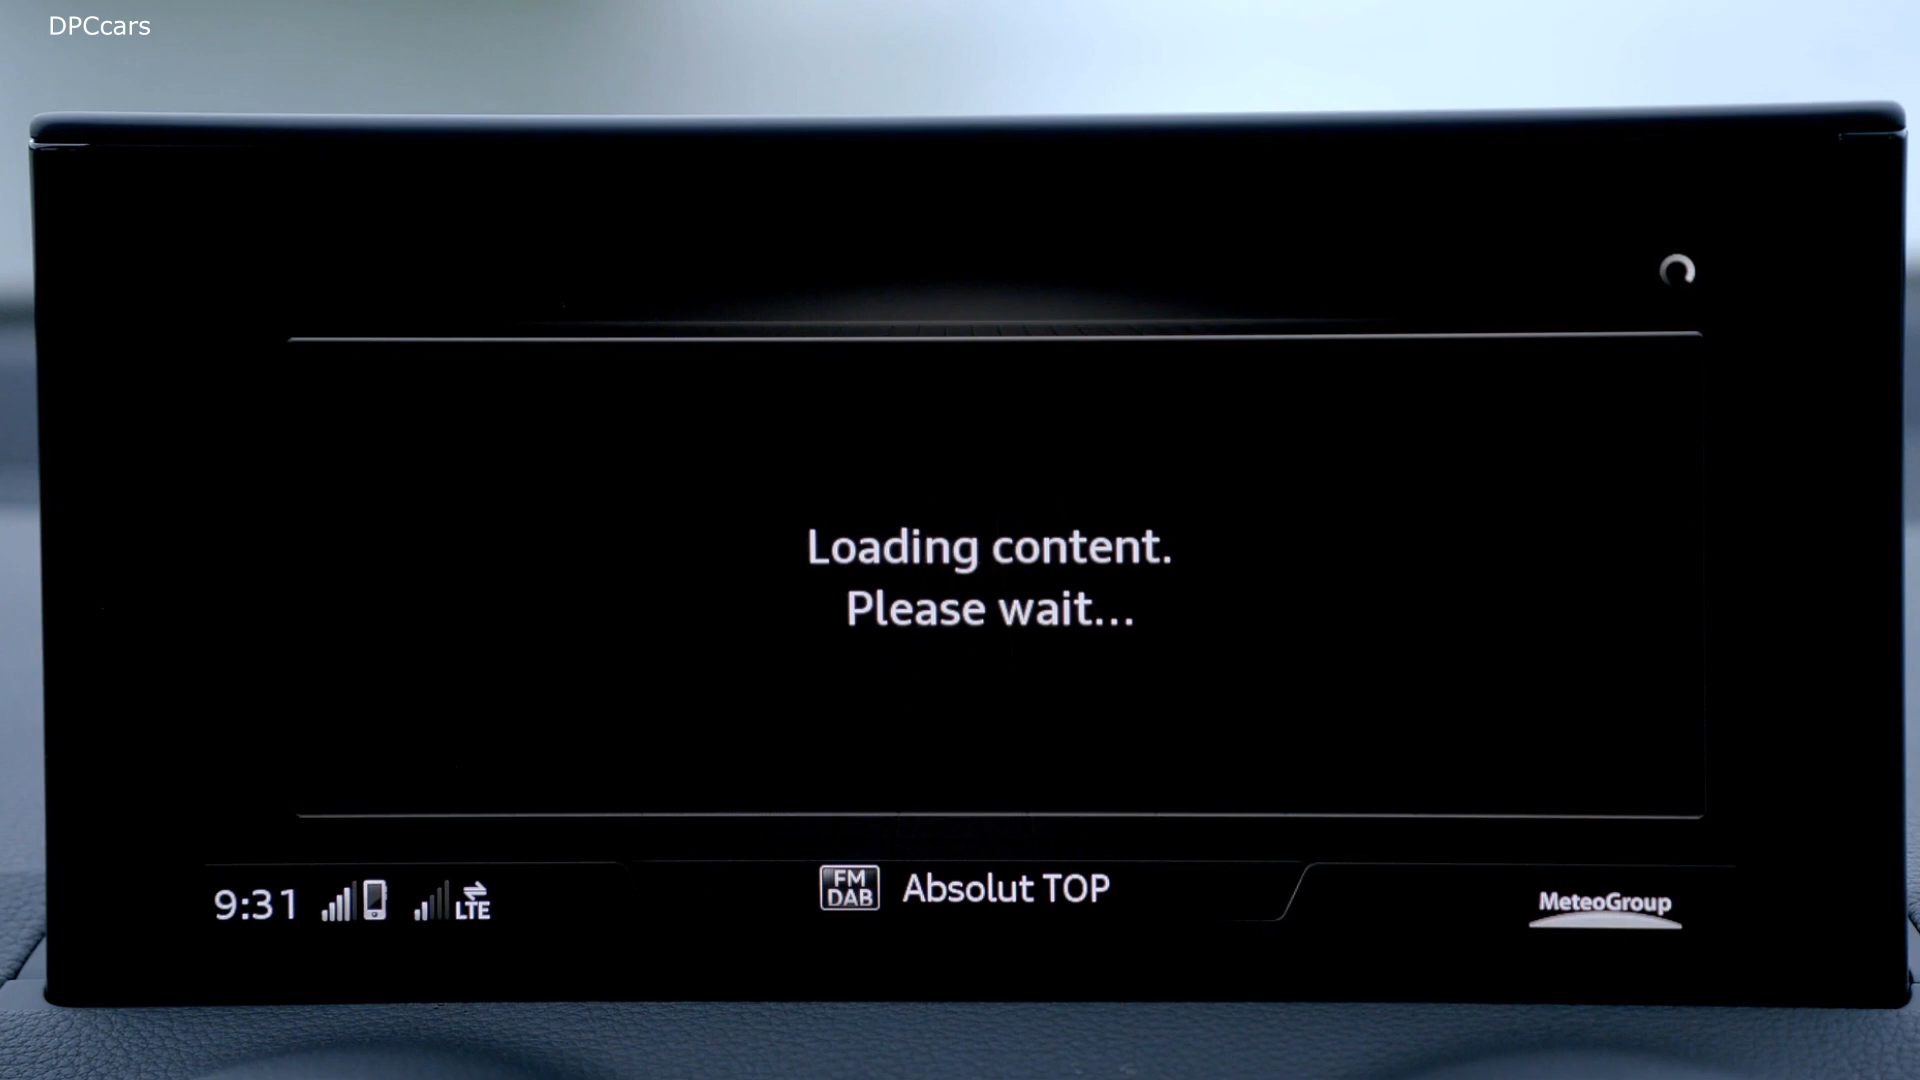 DPCcars
Loading content.
Please wait...
9:31
LTE
FM
DAB
Absolut TOP
MeteoGroup